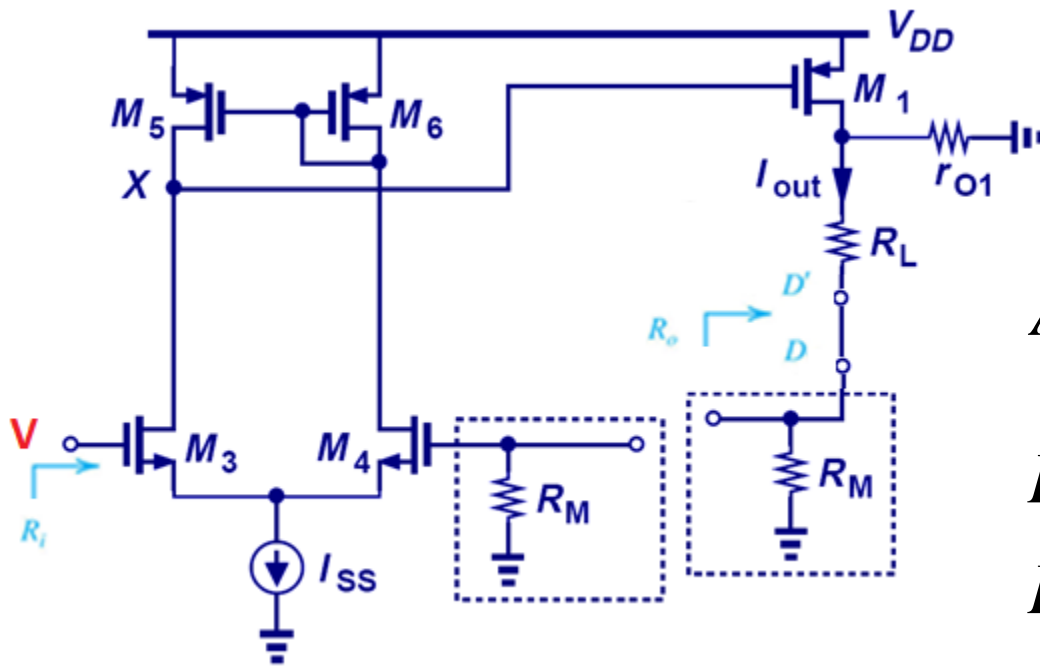 V_DD
M_5
M_6
M_1
X
I_out
r_O1
R_L
D'
R_o
D
V
M_3
M_4
R_M
R_M
R_i
I_SS